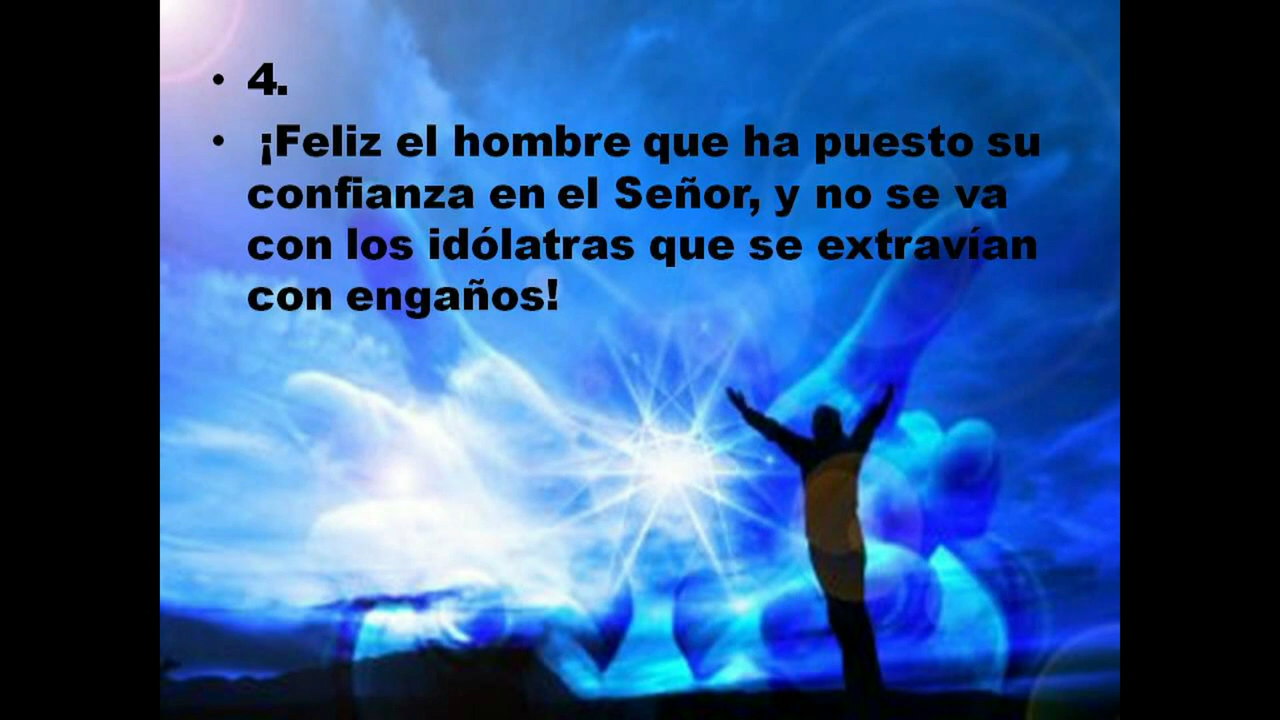 • 4.
• ¡Feliz el hombre que ha puesto su
confianza en el Señor, y no se va
con los idólatras que se extravían
con engaños!